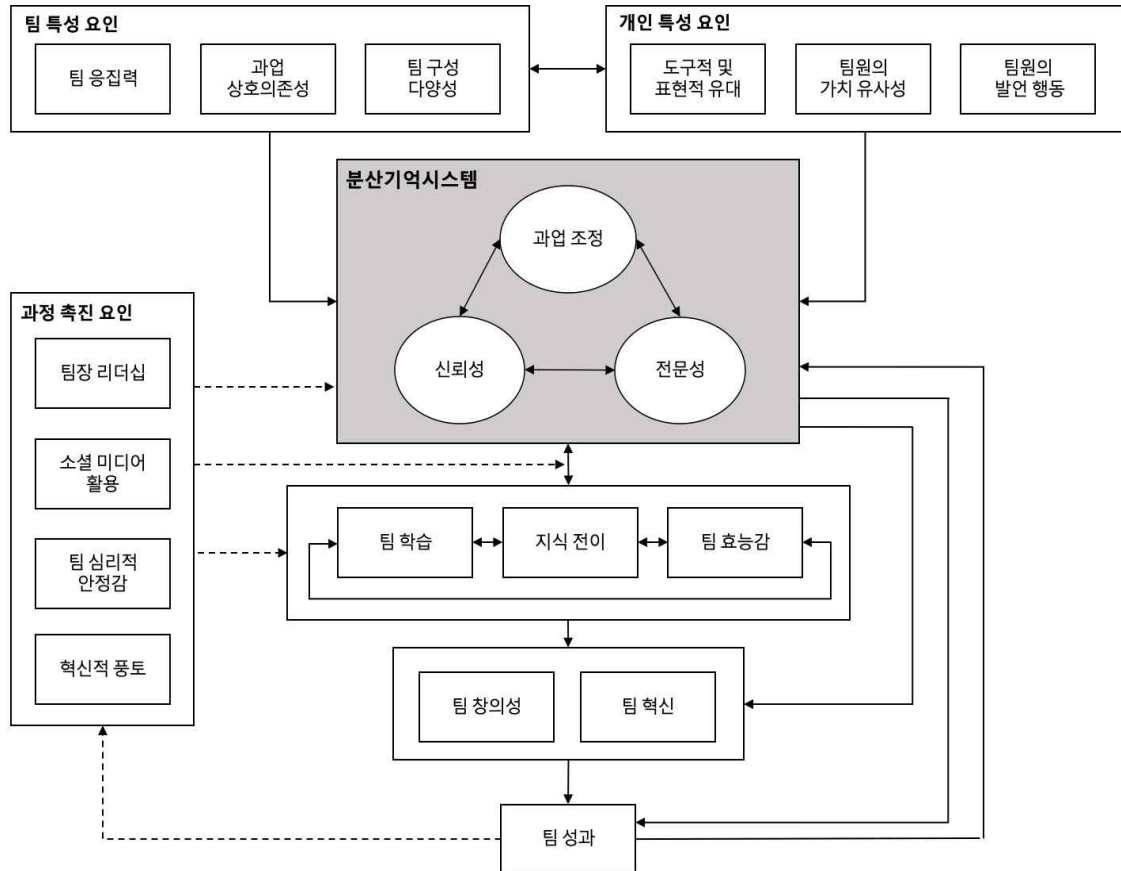 팀 특성 요인
팀 응집력
과업
상호의존성
팀 구성
다양성
개인 특성 요인
도구적 및
표현적 유대
팀원의
가치 유사성
팀원의
발언 행동
분산기억시스템
과업 조정
신뢰성
전문성
과정 촉진 요인
팀장 리더십
소셜 미디어
활용
팀 심리적
안정감
혁신적 풍토
팀 학습
지식 전이
팀 효능감
팀 창의성
팀 혁신
팀 성과